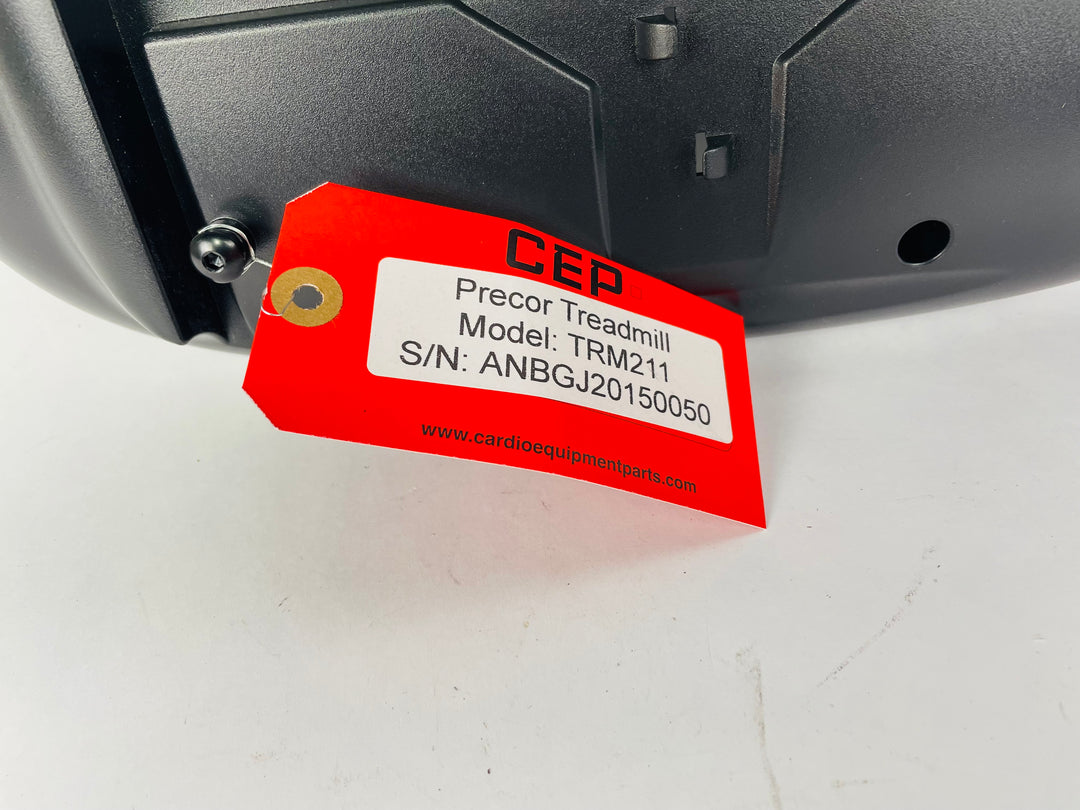 CEP
Precor Treadmill
Model: TRM211
S/N: ANBGJ20150050
www.cardioequipmentparts.com